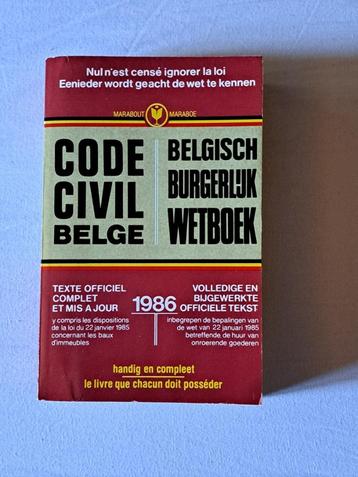 Nul n'est censé ignorer la loi
Eenieder wordt geacht de wet te kennen
MARABOUT MARABOE
CODE
CIVIL
BELGE
BELGISCH
BURGERLIJK
WETBOEK
TEXTE OFFICIEL
COMPLET
ET MIS A JOUR
y compris les dispositions
de la loi du 22 janvier 1985
concernant les baux
d'immeubles
1986
VOLLEDIGE EN
BIJGEWERKTE
OFFICIELE TEKST
inbegrepen de bepalingen van
de wet van 22 januari 1985
betreffende de huur van
onroerende goederen
handig en compleet
le livre que chacun doit posséder